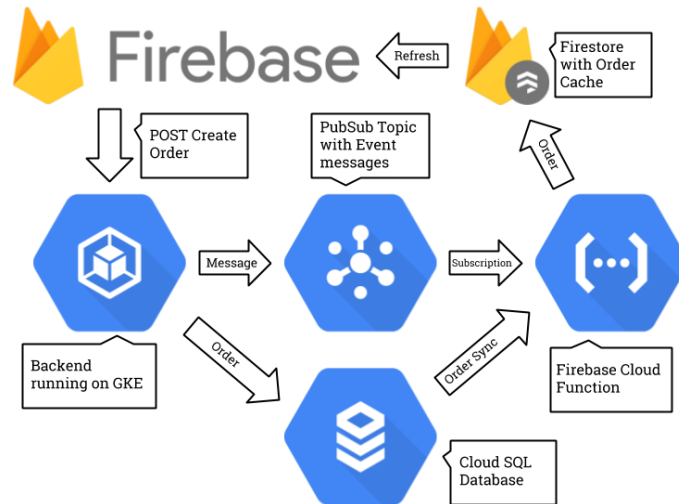 Firebase
Refresh
Firestore
with Order
Cache
POST Create
Order
PubSub Topic
with Event
messages
Order
Message
Subscription
Order
Order Sync
Backend
running on GKE
Firebase Cloud
Function
Cloud SQL
Database